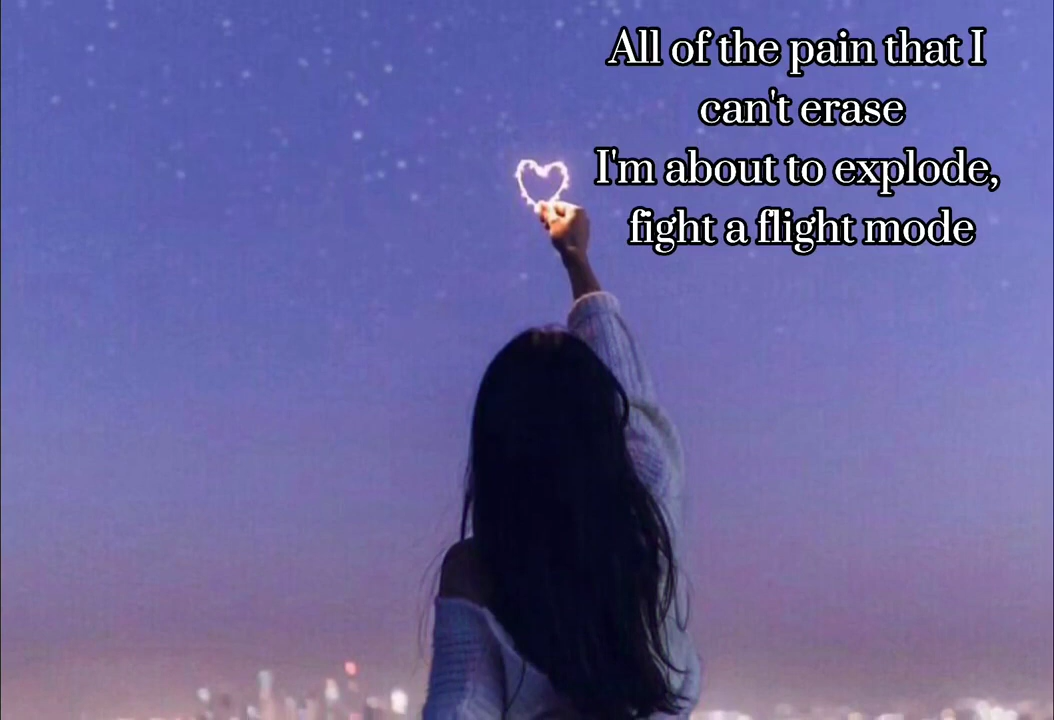 All of the pain that I
can't erase
I'm about to explode,
fight a flight mode